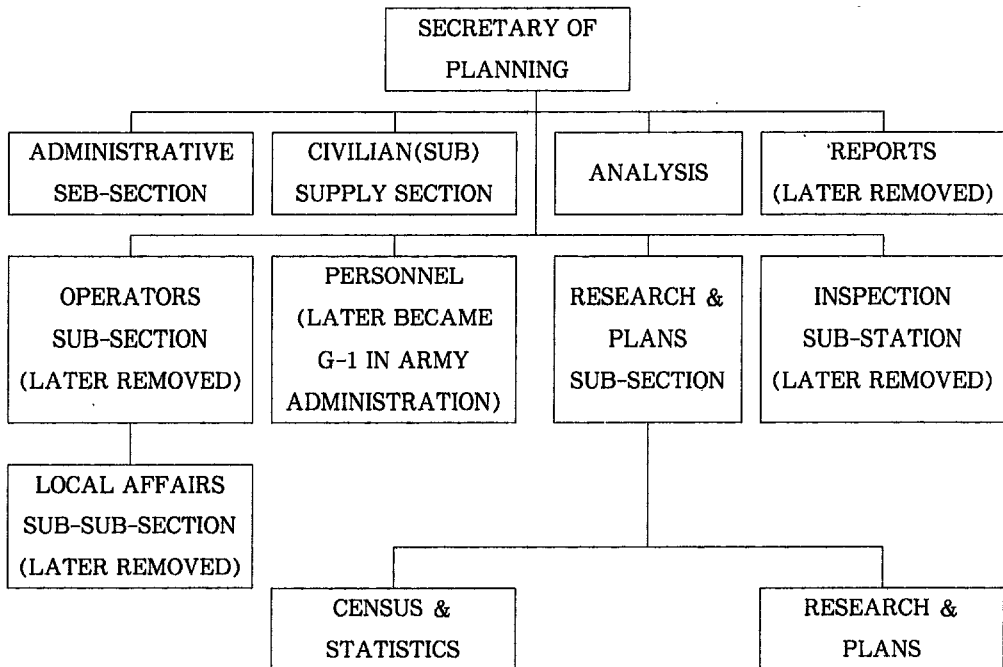 SECRETARY OF
PLANNING
ADMINISTRATIVE
SEB-SECTION
CIVILIAN(SUB)
SUPPLY SECTION
ANALYSIS
REPORTS
(LATER REMOVED)
OPERATORS
SUB-SECTION
(LATER REMOVED)
PERSONNEL
(LATER BECAME
G-1 IN ARMY
ADMINISTRATION)
RESEARCH &
PLANS
SUB-SECTION
INSPECTION
SUB-STATION
(LATER REMOVED)
LOCAL AFFAIRS
SUB-SUB-SECTION
(LATER REMOVED)
CENSUS &
STATISTICS
RESEARCH &
PLANS